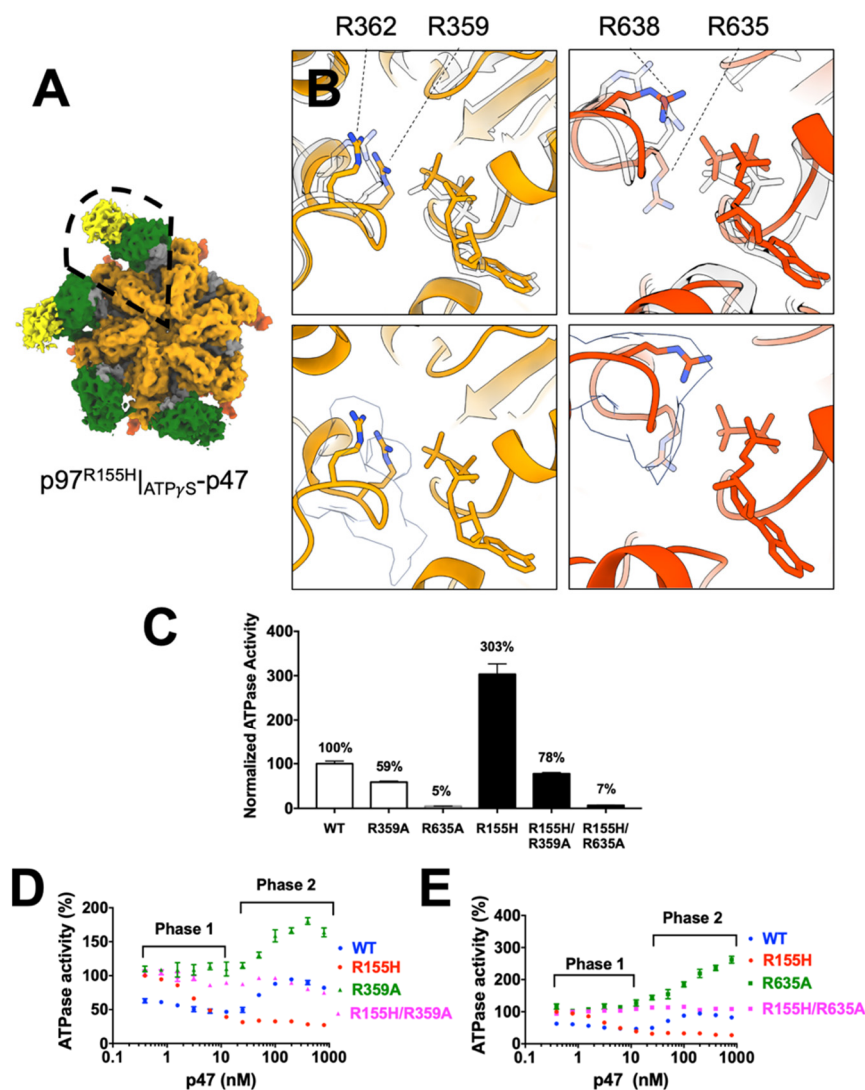 R362 R359 R638 R635
A
B
p97R155H|ATPγS-p47
C
Normalized ATPase Activity
400
300
200
100
0
100%
59%
5%
303%
78%
7%
WT R359A R635A R155H R155H/ R155H/
R359A R635A
D
ATPase activity (%)
200
150
100
50
0
Phase 1
Phase 2
WT
R155H
R359A
R155H/R359A
0.1 1 10 100 1000
p47 (nM)
E
ATPase activity (%)
400
300
200
100
0
Phase 1
Phase 2
WT
R155H
R635A
R155H/R635A
0.1 1 10 100 1000
p47 (nM)